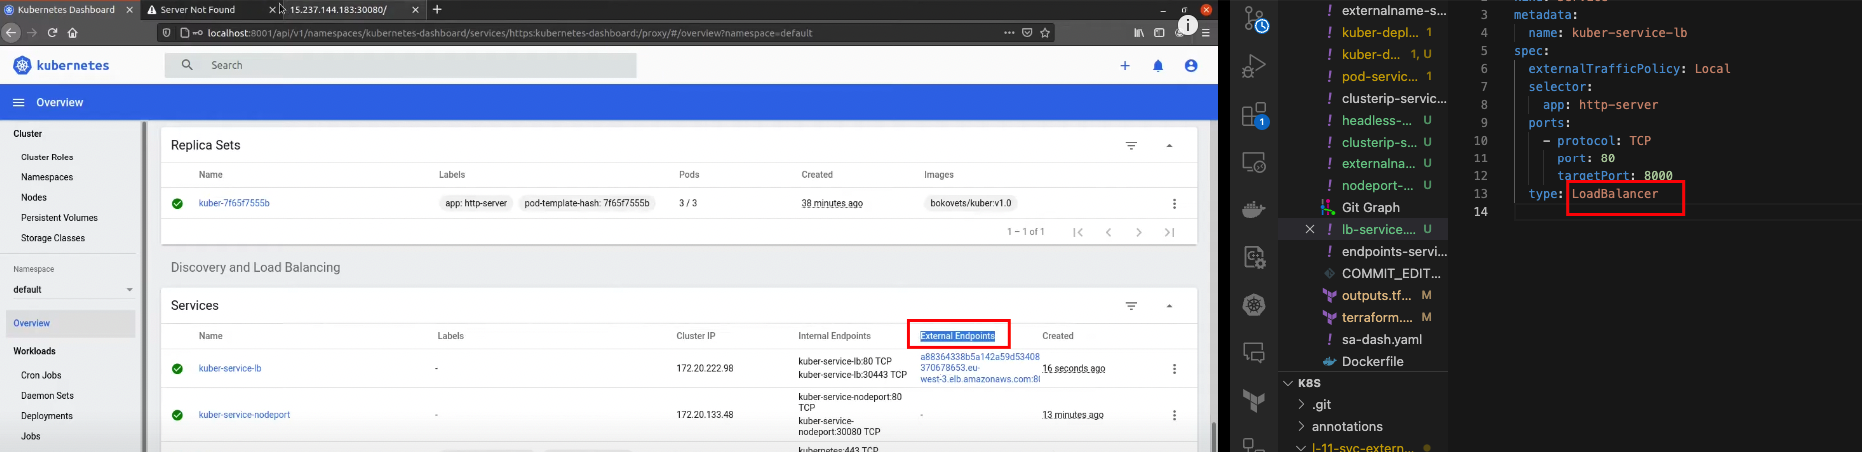 Kubernetes Dashboard
Server Not Found
15.237.144.183:30080/
localhost:8001/api/v1/namespaces/kubernetes-dashboard/services/https:kubernetes-dashboard:/proxy/#/overview?namespace=default
kubernetes
Search
Overview
Cluster
Cluster Roles
Namespaces
Nodes
Persistent Volumes
Storage Classes
Namespace
default
Overview
Workloads
Cron Jobs
Daemon Sets
Deployments
Jobs
Replica Sets
Name Labels Pods Created Images
kuber-7f65f7555b app: http-server pod-template-hash: 7f65f7555b 3 / 3 38 minutes ago bokovets/kuber:v1.0
1 – 1 of 1
Discovery and Load Balancing
Services
Name Labels Cluster IP Internal Endpoints External Endpoints Created
kuber-service-lb - 172.20.222.98
kuber-service-lb:80 TCP
kuber-service-lb:30443 TCP
a88364338b5a142a59d53408
370678653.eu-
west-3.elb.amazonaws.com:8
16 seconds ago
kuber-service-nodeport - 172.20.133.48
kuber-service-nodeport:80
TCP
kuber-service-
nodeport:30080 TCP
-
13 minutes ago
kubernetes:443 TCP
1
! externalname-s...
! kuber-depl... 1
! kuber-d... 1, U
! pod-servic... 1
! clusterip-servic...
! headless-... U
! clusterip-s... U
! externalna... U
! nodeport-... U
Git Graph
! lb-service.... U
! endpoints-servi...
COMMIT_EDIT...
outputs.tf... M
terraform.... M
! sa-dash.yaml
Dockerfile
K8S
.git
annotations
l-11-svc-extern...
3 metadata:
4 name: kuber-service-lb
5 spec:
6 externalTrafficPolicy: Local
7 selector:
8 app: http-server
9 ports:
10 - protocol: TCP
11 port: 80
12 targetPort: 8000
13 type: LoadBalancer
14